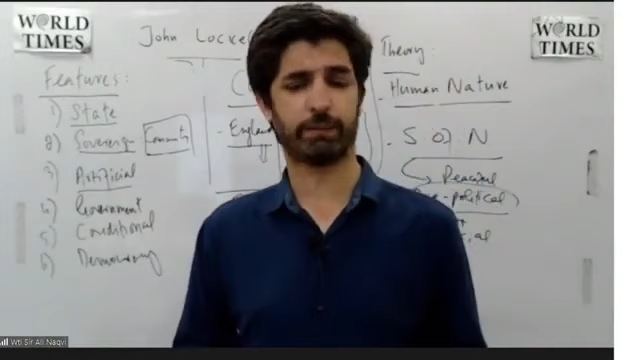 WORLD
TIMES
John Locke
Theory:
WORLD
TIMES
Features:
1) State
2) Sovereign
Community
3) Artificial
4) Government
5) Conditional
6) Democracy
- England
- Human Nature
- S of N
Peaceful
-political)
Wti Sir Ali Naqvi